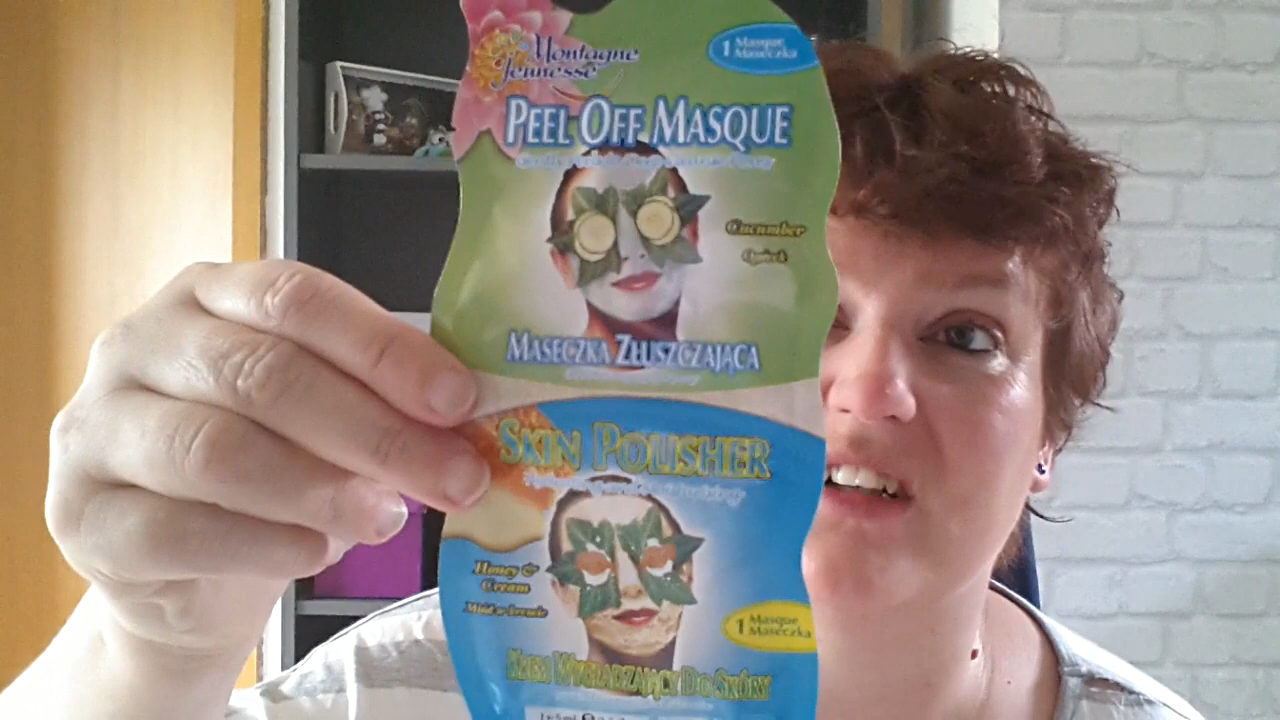 Montagne
Jeunesse
1 Masque
Maseczka
PEEL OFF MASQUE
Cucumber
Ogórek
MASECZKA ZŁUSZCZAJĄCA
SKIN POLISHER
Honey &
Cream
Miód w kremie
1 Masque
Maseczka
KREM WYGŁADZAJĄCY DO SKÓRY